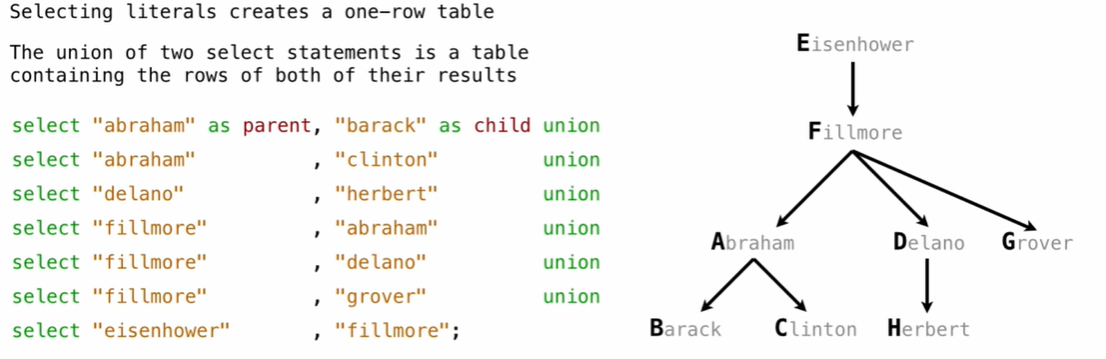 Selecting literals creates a one-row table
The union of two select statements is a table
containing the rows of both of their results
select "abraham" as parent, "barack" as child union
select "abraham" , "clinton" union
select "delano" , "herbert" union
select "fillmore" , "abraham" union
select "fillmore" , "delano" union
select "fillmore" , "grover" union
select "eisenhower" , "fillmore";
Eisenhower
Fillmore
Abraham Delano Grover
Barack Clinton Herbert